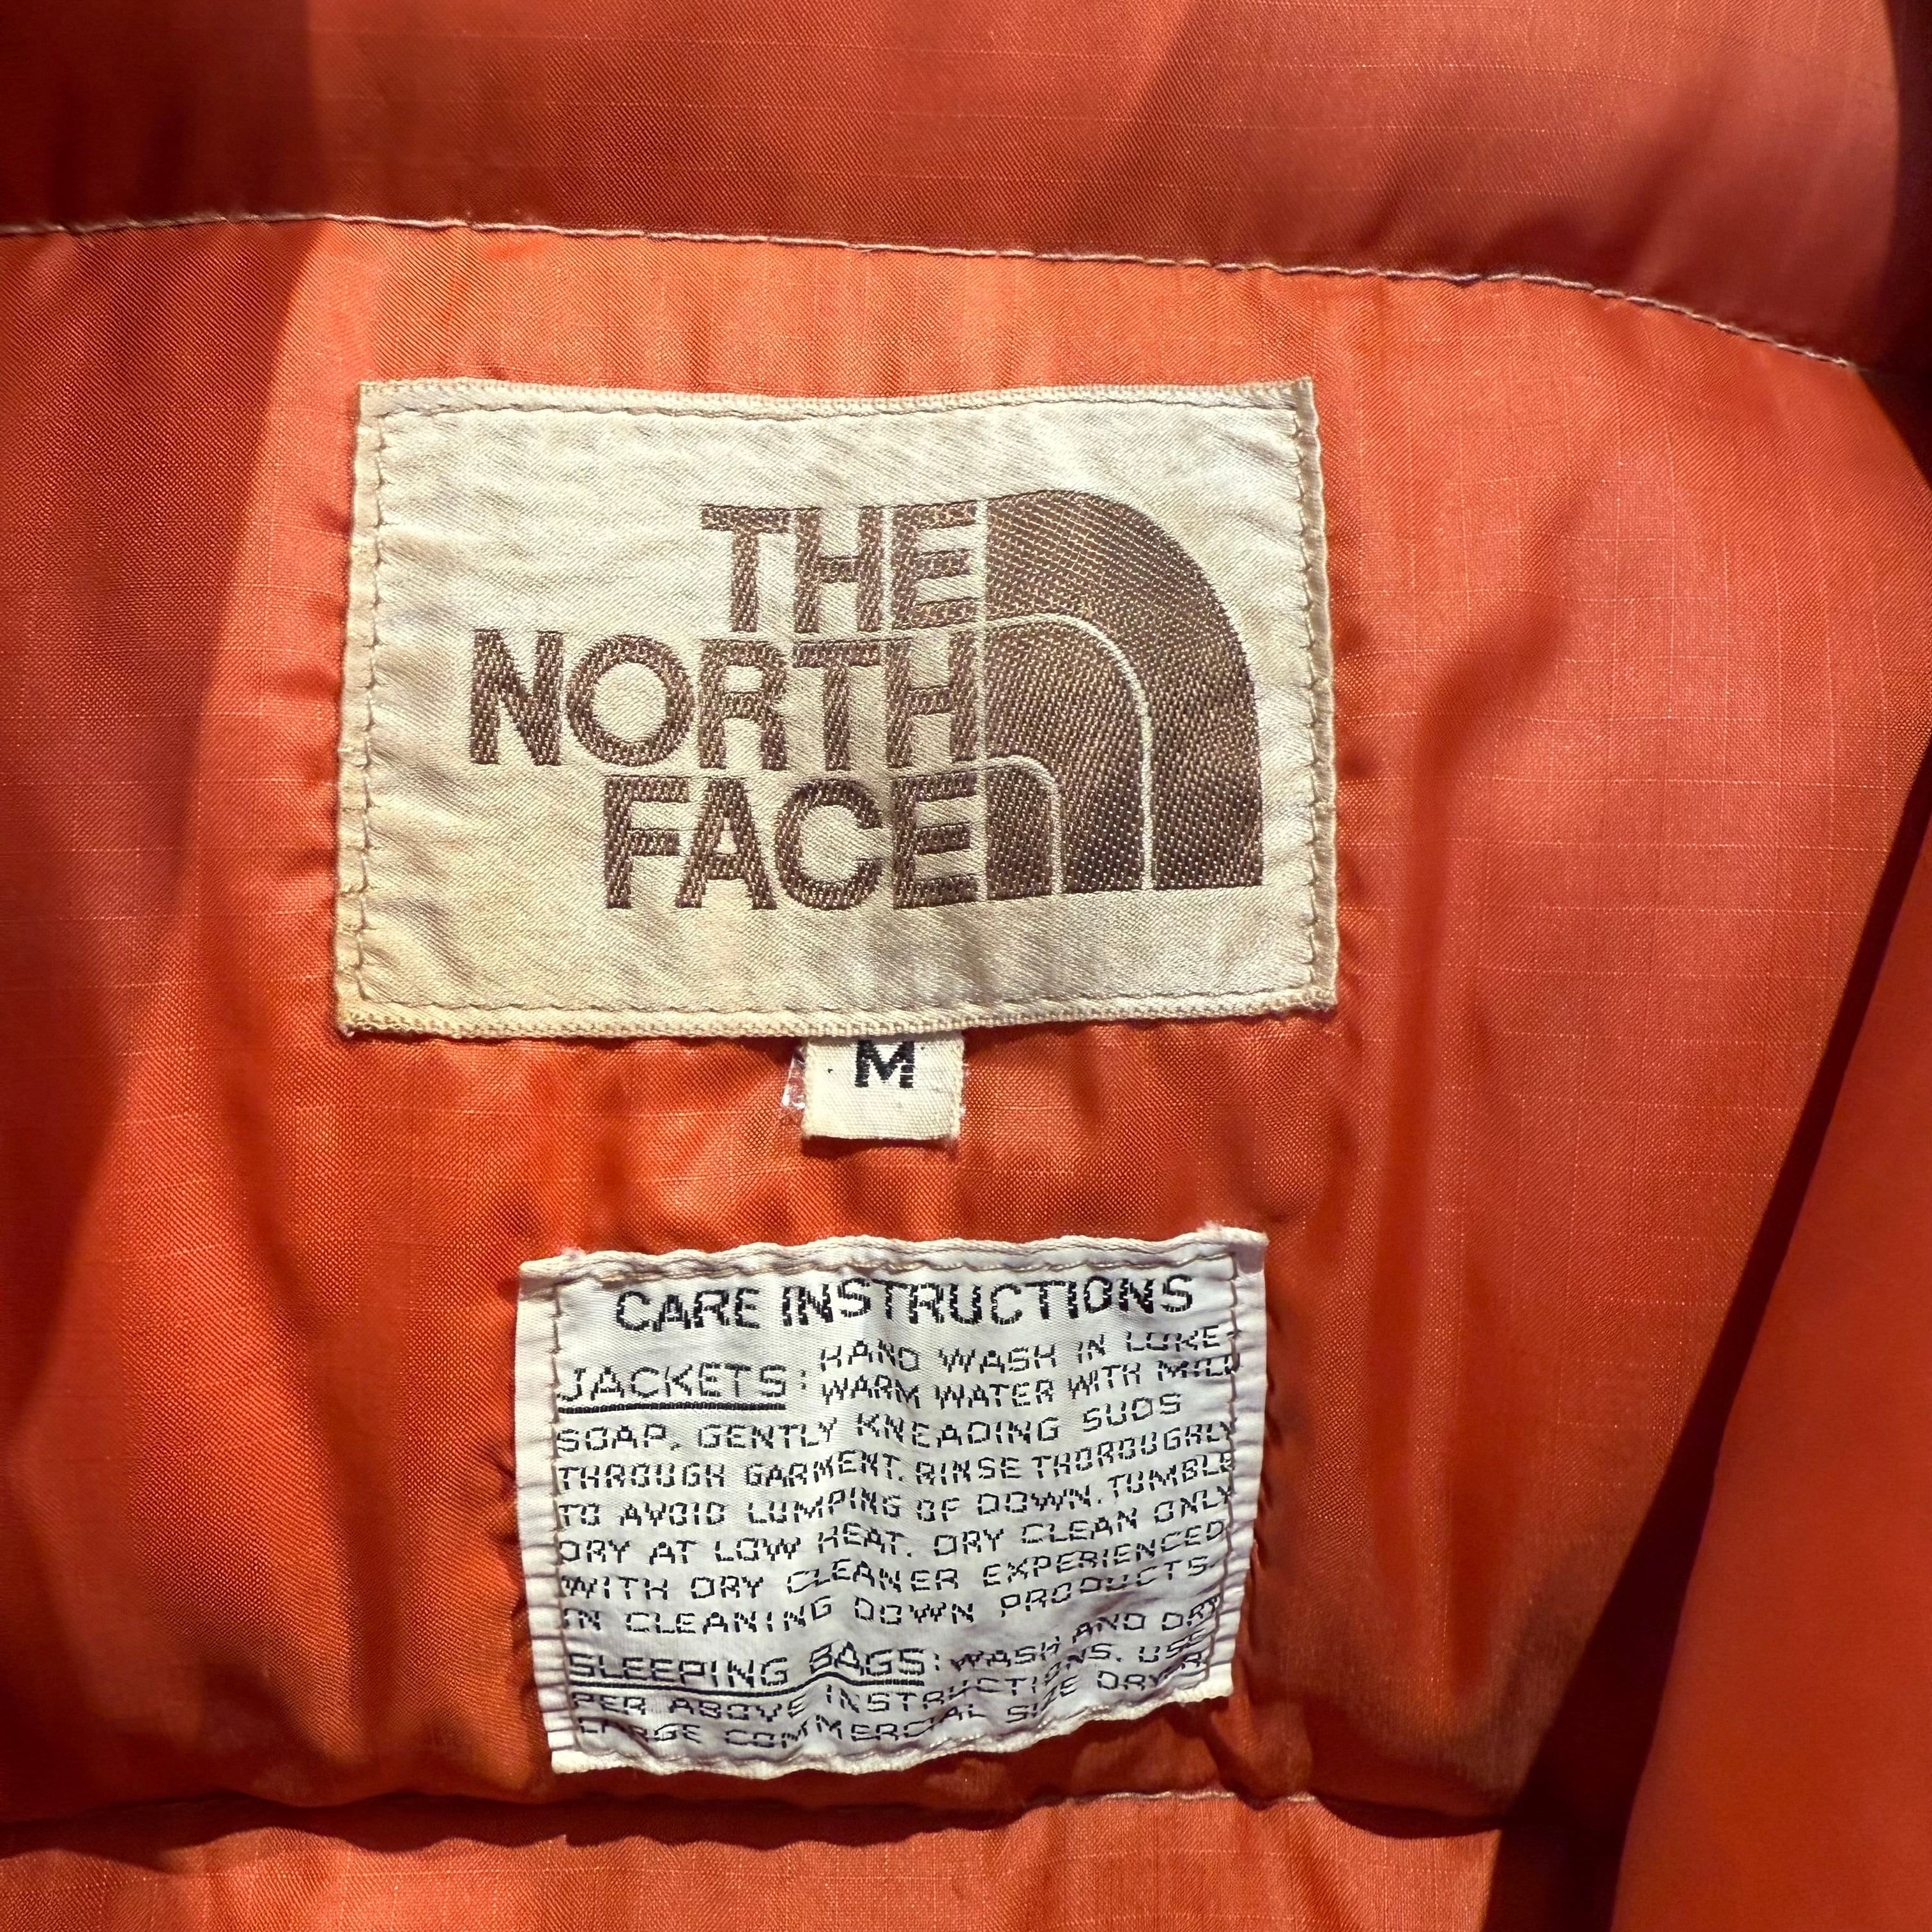 THE
NORTH
FACE
M
CARE INSTRUCTIONS
JACKETS: HAND WASH IN LUKE-
WARM WATER WITH MILD
SOAP. GENTLY KNEADING SUDS
THROUGH GARMENT. RINSE THOROUGHLY
TO AVOID LUMPING OF DOWN. TUMBLE
DRY AT LOW HEAT. DRY CLEAN ONLY
WITH DRY CLEANER EXPERIENCED
IN CLEANING DOWN PRODUCTS.
SLEEPING BAGS: WASH AND DRY
PER ABOVE INSTRUCTIONS. USE
LARGE COMMERCIAL SIZE DRYER